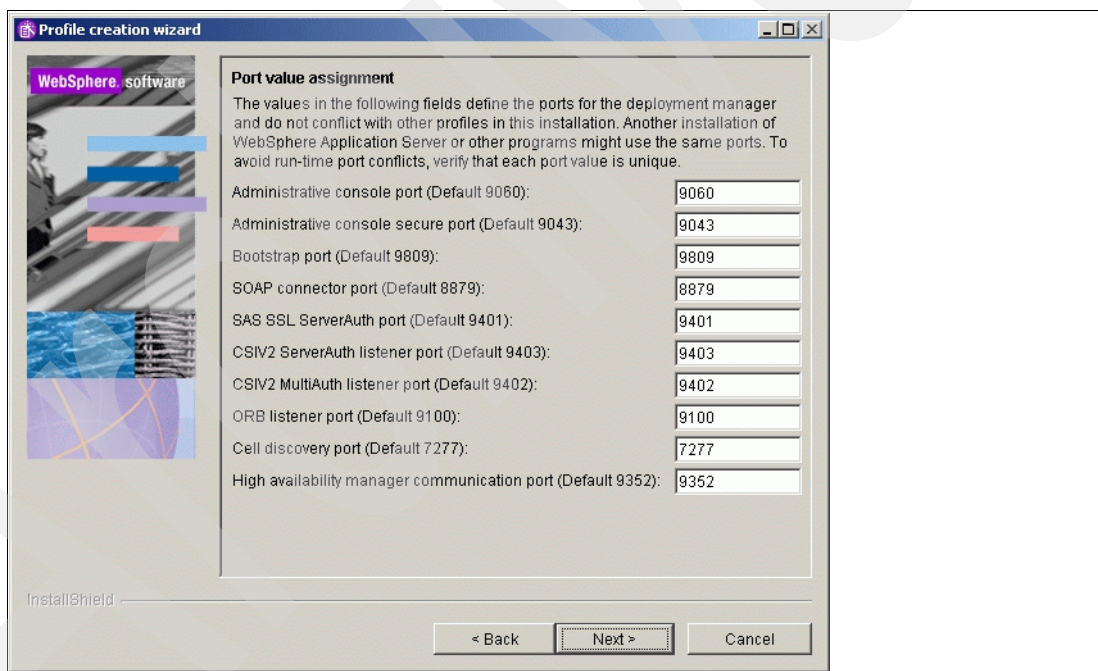 Profile creation wizard
WebSphere. software
Port value assignment
The values in the following fields define the ports for the deployment manager
and do not conflict with other profiles in this installation. Another installation of
WebSphere Application Server or other programs might use the same ports. To
avoid run-time port conflicts, verify that each port value is unique.
Administrative console port (Default 9060): 9060
Administrative console secure port (Default 9043): 9043
Bootstrap port (Default 9809): 9809
SOAP connector port (Default 8879): 8879
SAS SSL ServerAuth port (Default 9401): 9401
CSIV2 ServerAuth listener port (Default 9403): 9403
CSIV2 MultiAuth listener port (Default 9402): 9402
ORB listener port (Default 9100): 9100
Cell discovery port (Default 7277): 7277
High availability manager communication port (Default 9352): 9352
InstallShield
< Back Next > Cancel